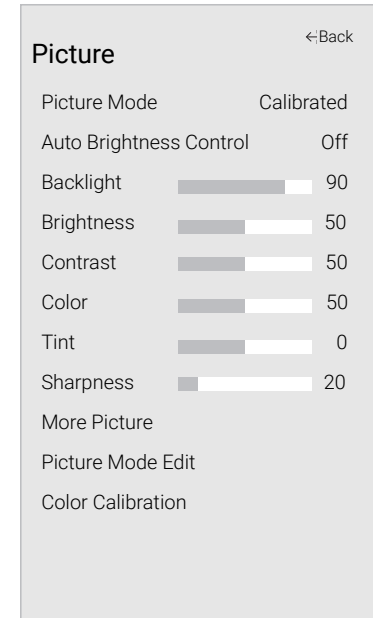 ←Back
Picture
Picture Mode Calibrated
Auto Brightness Control Off
Backlight 90
Brightness 50
Contrast 50
Color 50
Tint 0
Sharpness 20
More Picture
Picture Mode Edit
Color Calibration